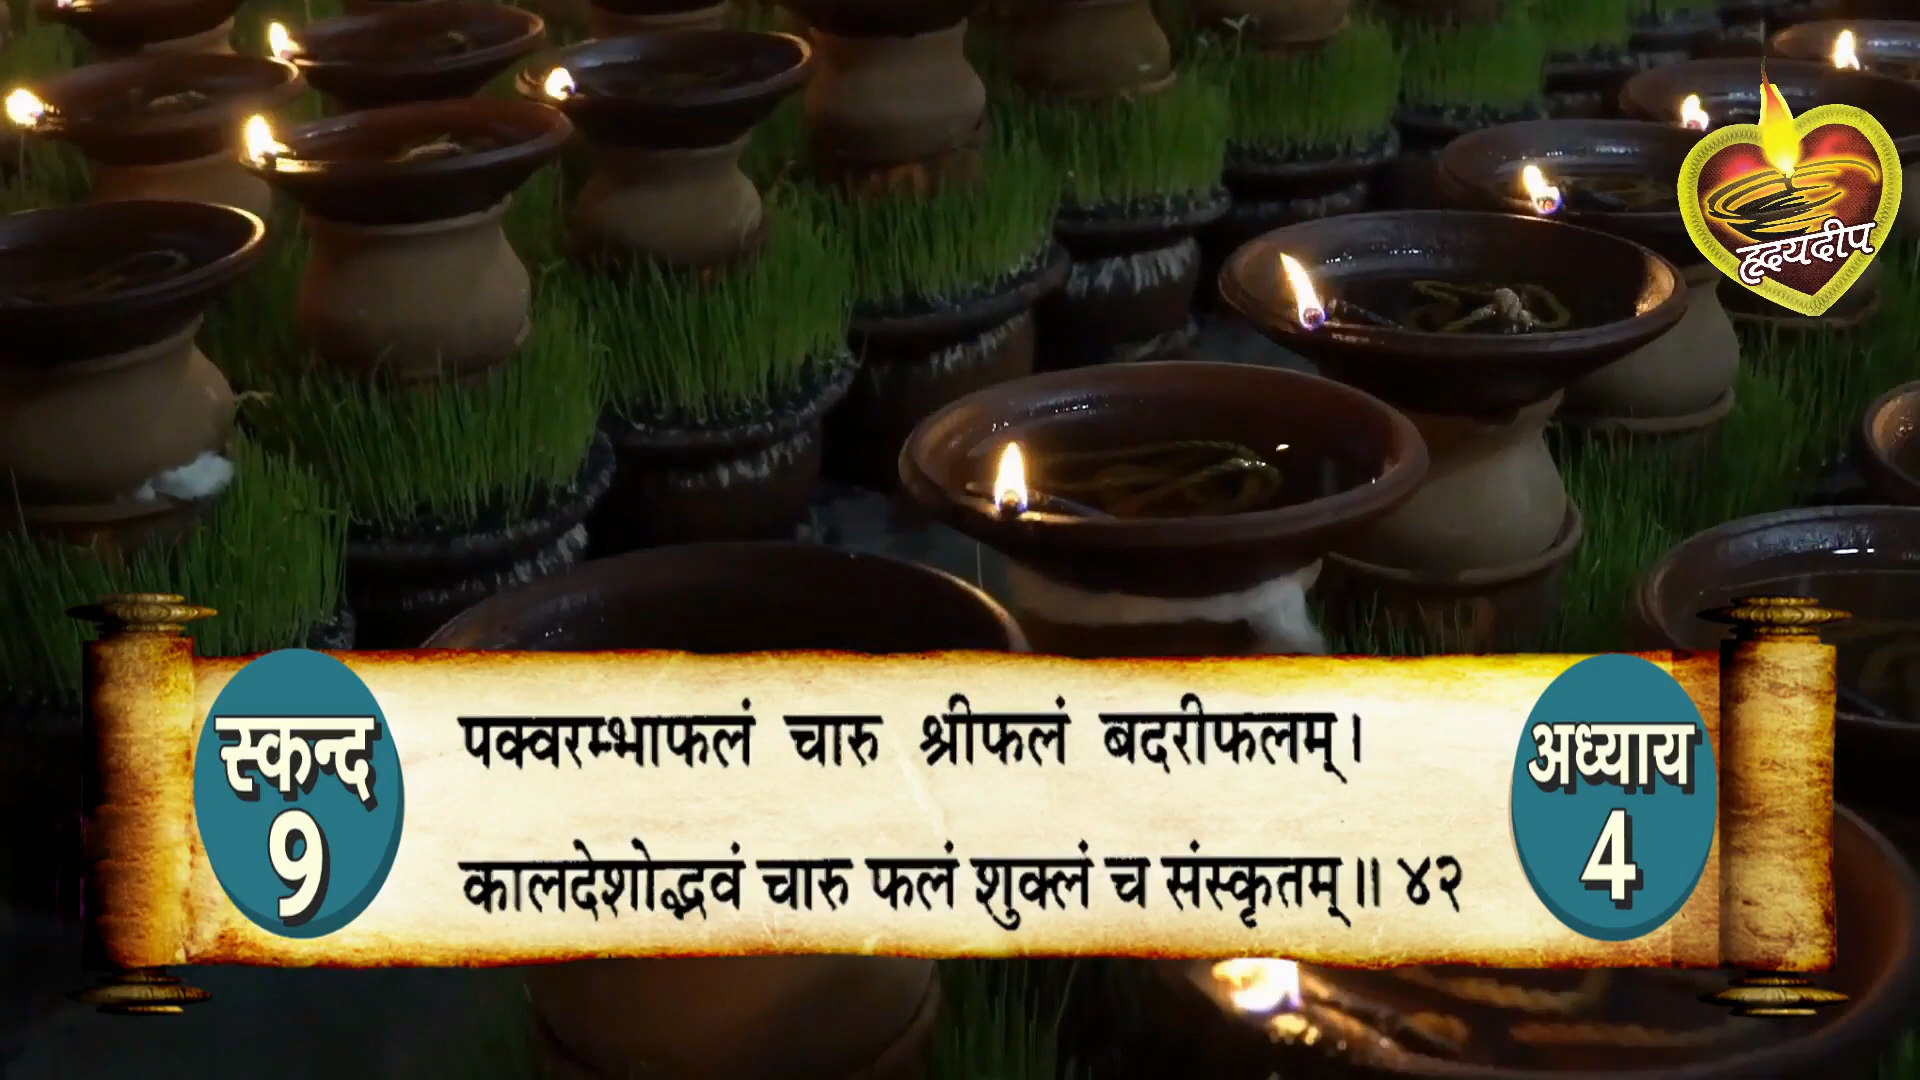 हृदयदीप
स्कन्द
9
पक्वरम्भाफलं चारु श्रीफलं बदरीफलम्।
कालदेशोद्भवं चारु फलं शुक्लं च संस्कृतम्॥ ४२
अध्याय
4